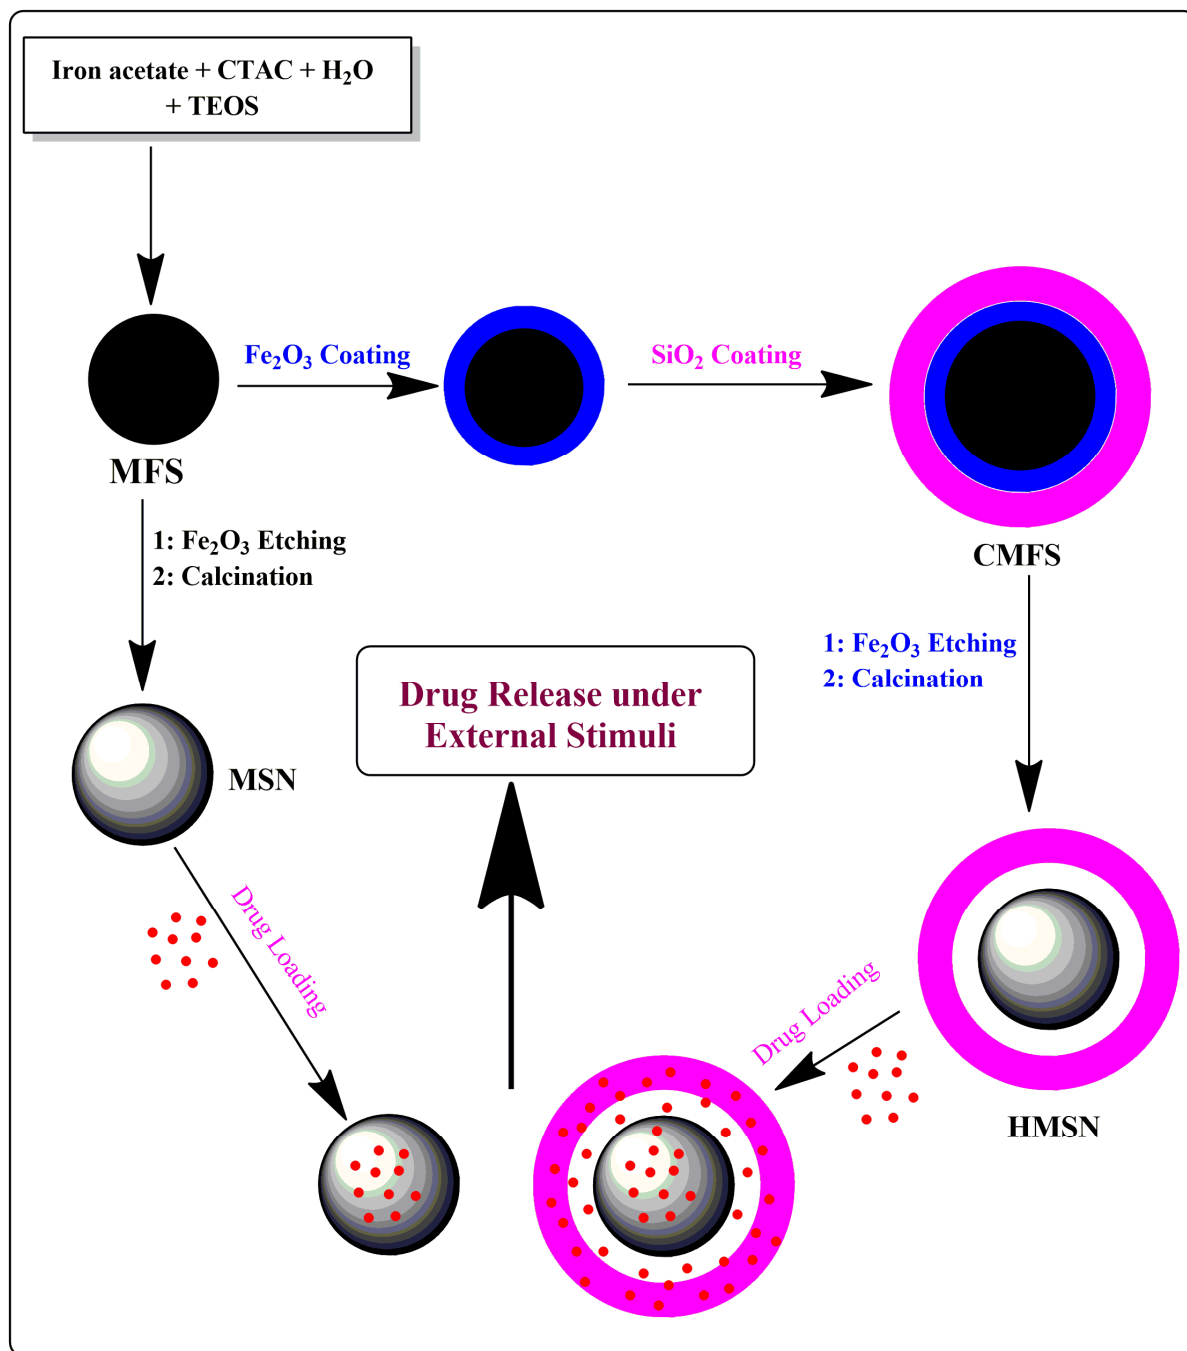 Iron acetate + CTAC + H₂O
+ TEOS
Fe₂O₃ Coating
SiO₂ Coating
MFS
CMFS
1: Fe₂O₃ Etching
2: Calcination
1: Fe₂O₃ Etching
2: Calcination
Drug Release under
External Stimuli
MSN
Drug Loading
Drug Loading
HMSN